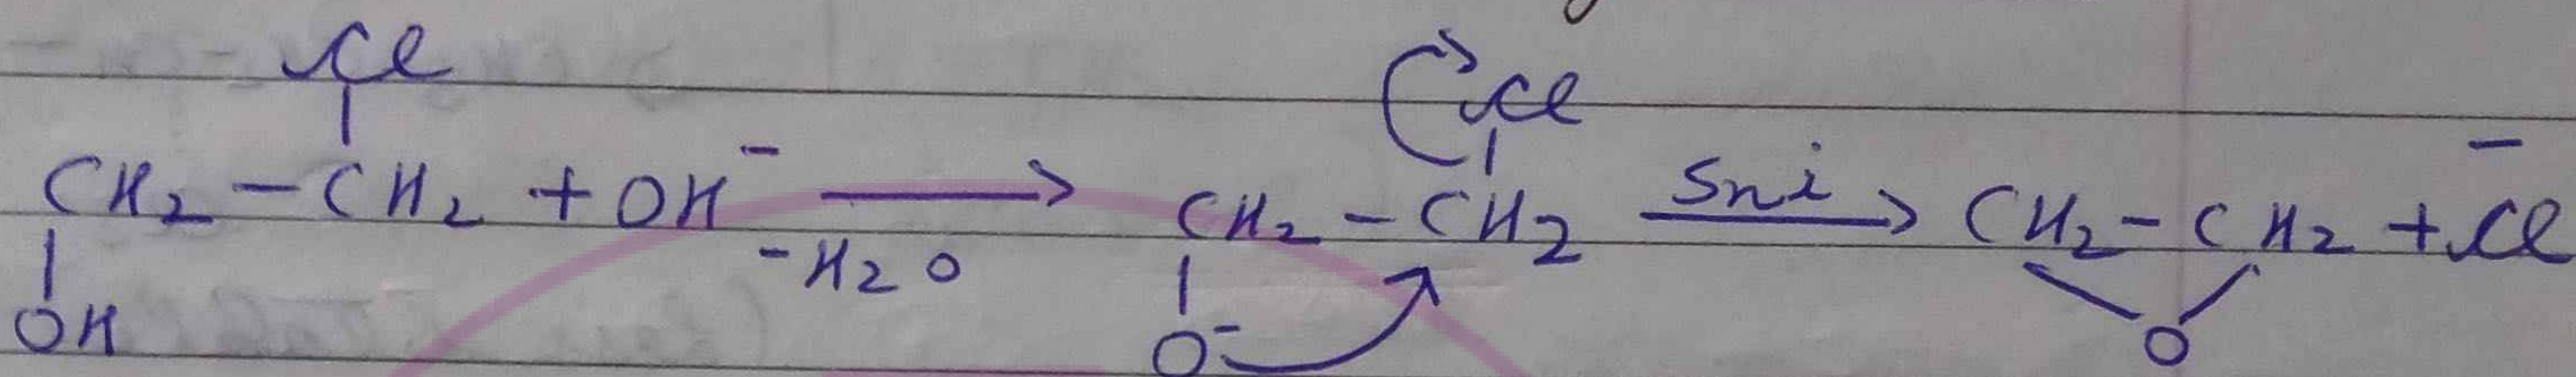 Cl Cl
CH2 - CH2 + OH⁻ ⟶ CH2 - CH2 Sni ⟶ CH2 - CH2 + Cl⁻
-H2O
OH O⁻ O